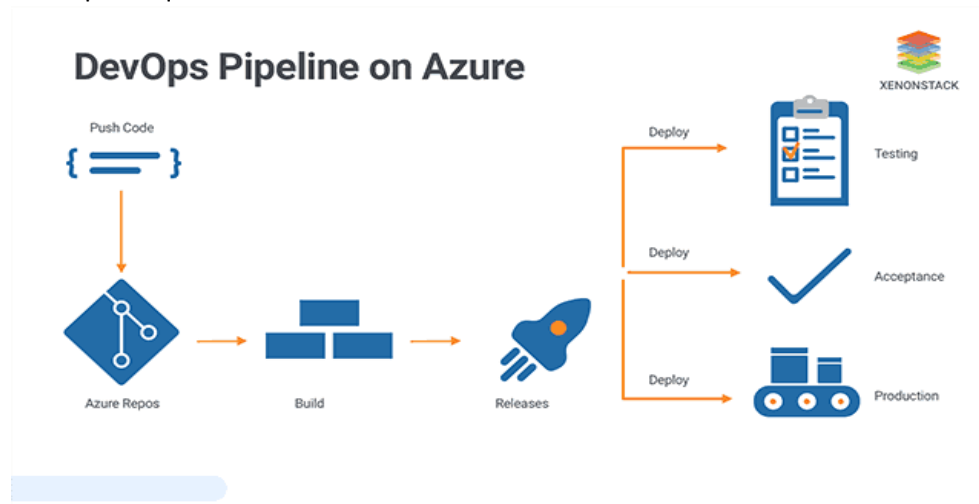 DevOps Pipeline on Azure
XENONSTACK
Push Code
Deploy
Testing
Deploy
Acceptance
Azure Repos
Build
Releases
Deploy
Production